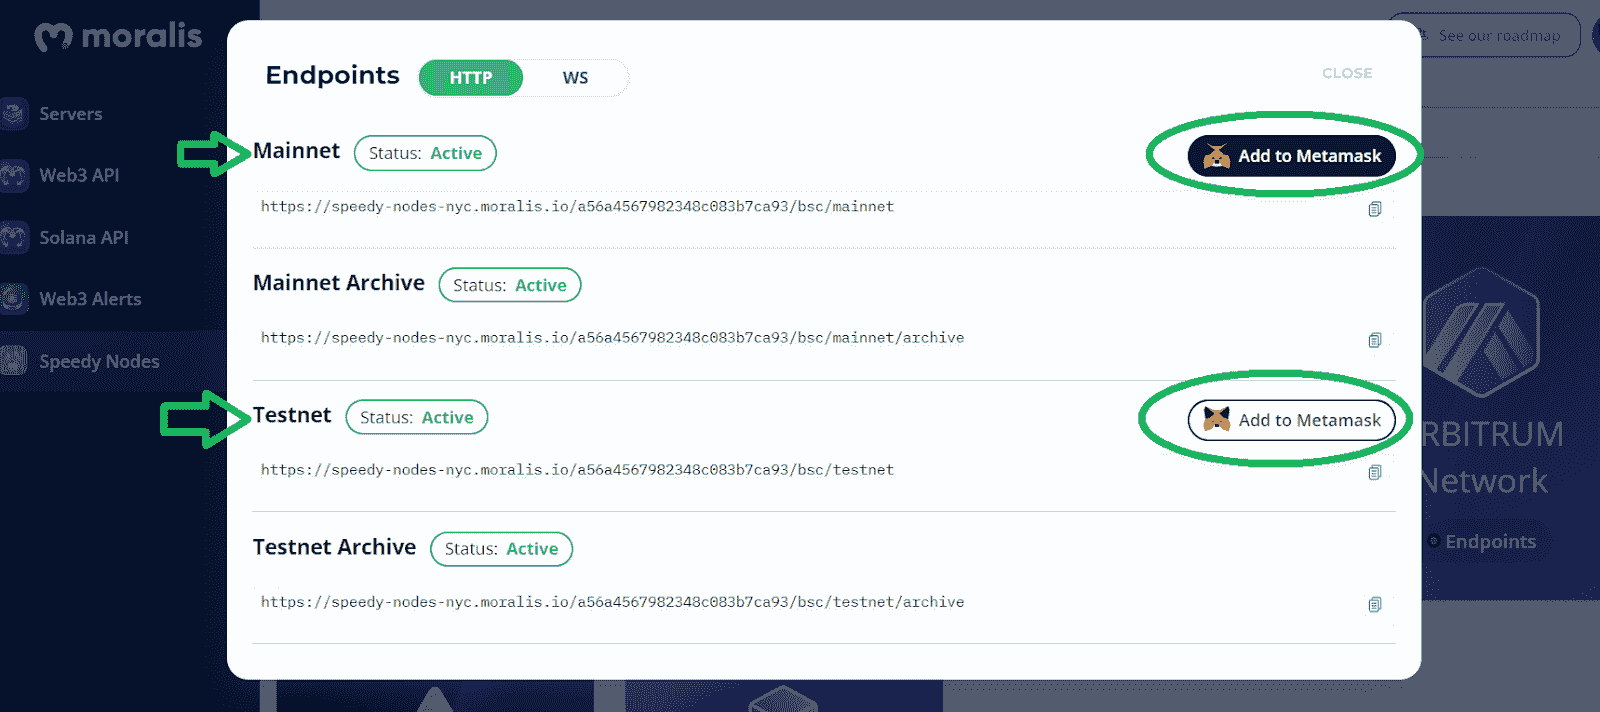 moralis
See our roadmap
Servers
Web3 API
Solana API
Web3 Alerts
Speedy Nodes
Endpoints HTTP WS CLOSE
Mainnet Status: Active Add to Metamask
https://speedy-nodes-nyc.moralis.io/a56a4567982348c083b7ca93/bsc/mainnet
Mainnet Archive Status: Active
https://speedy-nodes-nyc.moralis.io/a56a4567982348c083b7ca93/bsc/mainnet/archive
Testnet Status: Active Add to Metamask
https://speedy-nodes-nyc.moralis.io/a56a4567982348c083b7ca93/bsc/testnet
Testnet Archive Status: Active
https://speedy-nodes-nyc.moralis.io/a56a4567982348c083b7ca93/bsc/testnet/archive
RBITRUM
Network
Endpoints